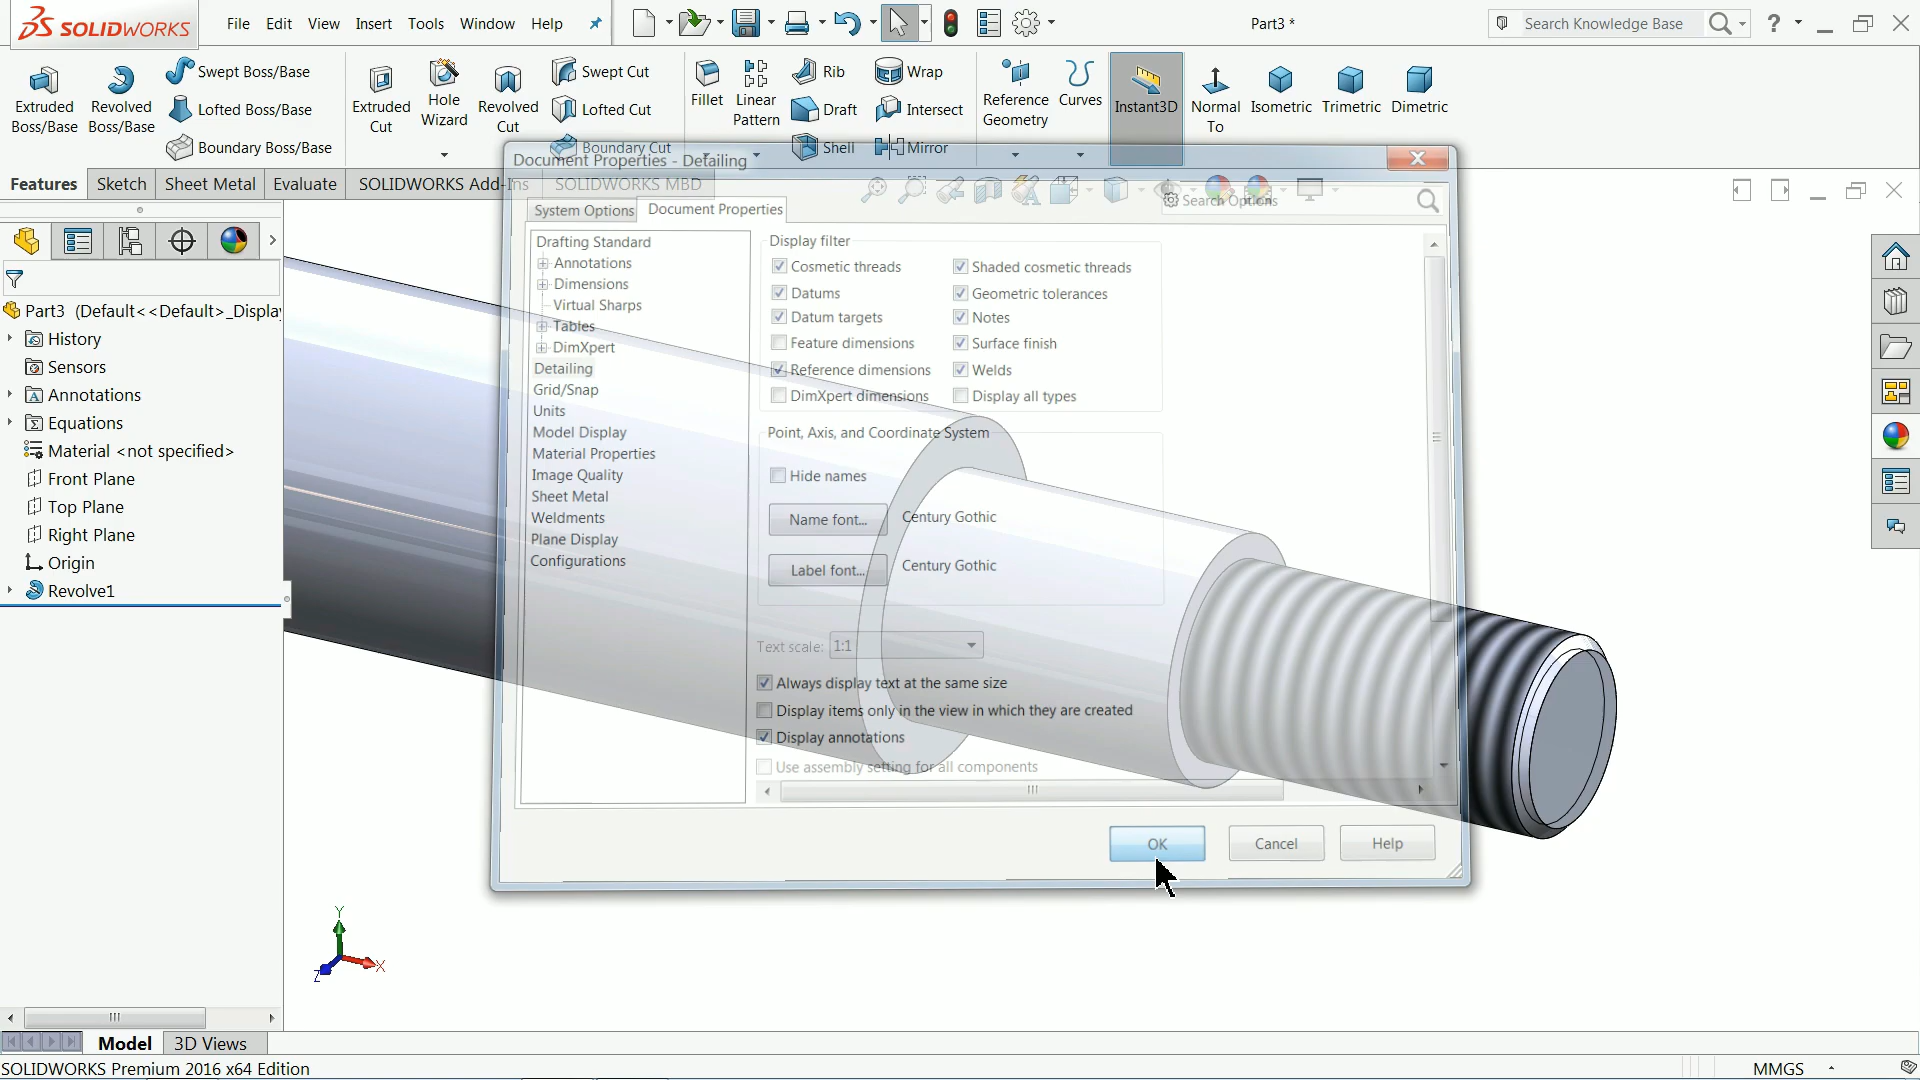 SOLIDWORKS
File Edit View Insert Tools Window Help
Part3 *
Search Knowledge Base
?
Extruded Boss/Base
Revolved Boss/Base
Swept Boss/Base
Lofted Boss/Base
Boundary Boss/Base
Extruded Cut
Hole Wizard
Revolved Cut
Swept Cut
Lofted Cut
Boundary Cut
Fillet
Linear Pattern
Rib
Draft
Shell
Wrap
Intersect
Mirror
Reference Geometry
Curves
Instant3D
Normal To
Isometric
Trimetric
Dimetric
Features Sketch Sheet Metal Evaluate SOLIDWORKS Add-Ins SOLIDWORKS MBD
Part3 (Default<<Default>_Displa
History
Sensors
Annotations
Equations
Material <not specified>
Front Plane
Top Plane
Right Plane
Origin
Revolve1
Document Properties - Detailing
System Options Document Properties
Search Options
Drafting Standard
Annotations
Dimensions
Virtual Sharps
Tables
DimXpert
Detailing
Grid/Snap
Units
Model Display
Material Properties
Image Quality
Sheet Metal
Weldments
Plane Display
Configurations
Display filter
Cosmetic threads Shaded cosmetic threads
Datums Geometric tolerances
Datum targets Notes
Feature dimensions Surface finish
Reference dimensions Welds
DimXpert dimensions Display all types
Point, Axis, and Coordinate System
Hide names
Name font... Century Gothic
Label font... Century Gothic
Text scale: 1:1
Always display text at the same size
Display items only in the view in which they are created
Display annotations
Use assembly setting for all components
OK Cancel Help
Y
X
Z
Model 3D Views
SOLIDWORKS Premium 2016 x64 Edition
MMGS